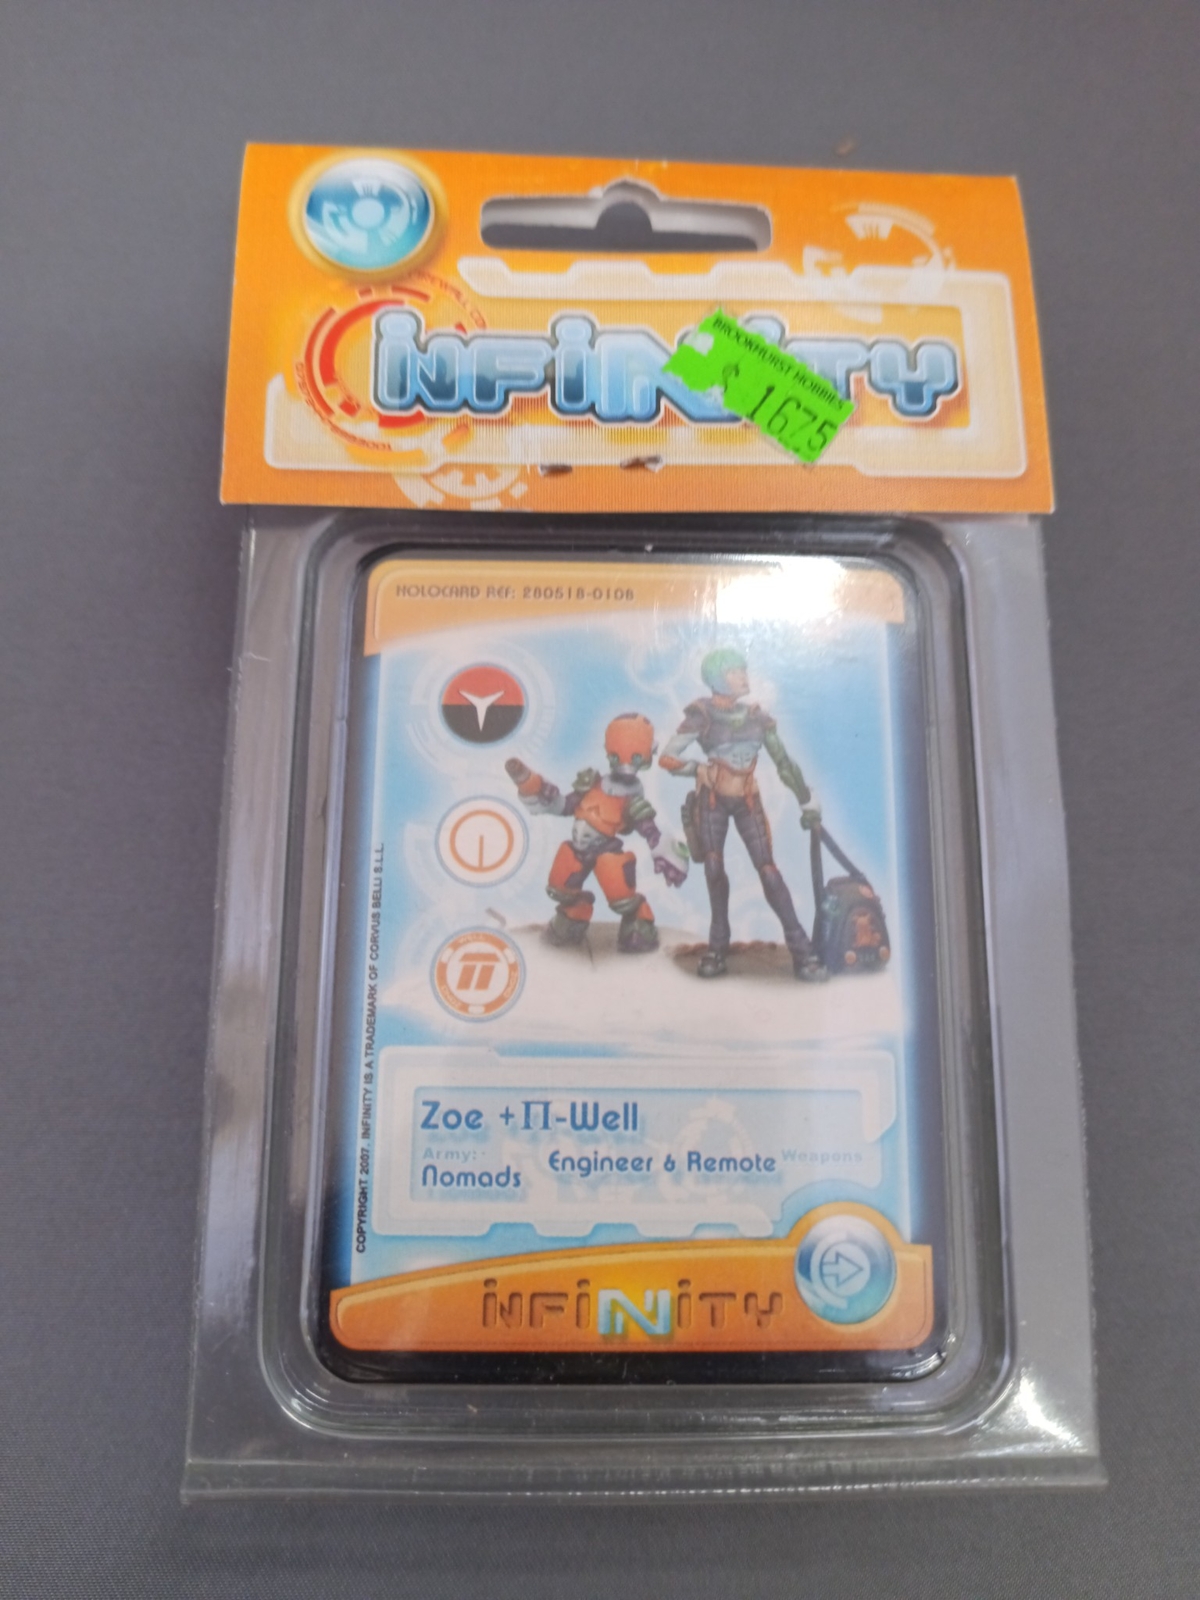 iNFiNiTY
BROOKHURST HOBBIES
1675
HOLOCARD REF: 280518-0108
COPYRIGHT 2007. INFINITY IS A TRADEMARK OF CORVUS BELLI S.L.L.
Zoe +Π-Well
Army:
Nomads
Engineer & Remote
Weapons
iNFiNiTY